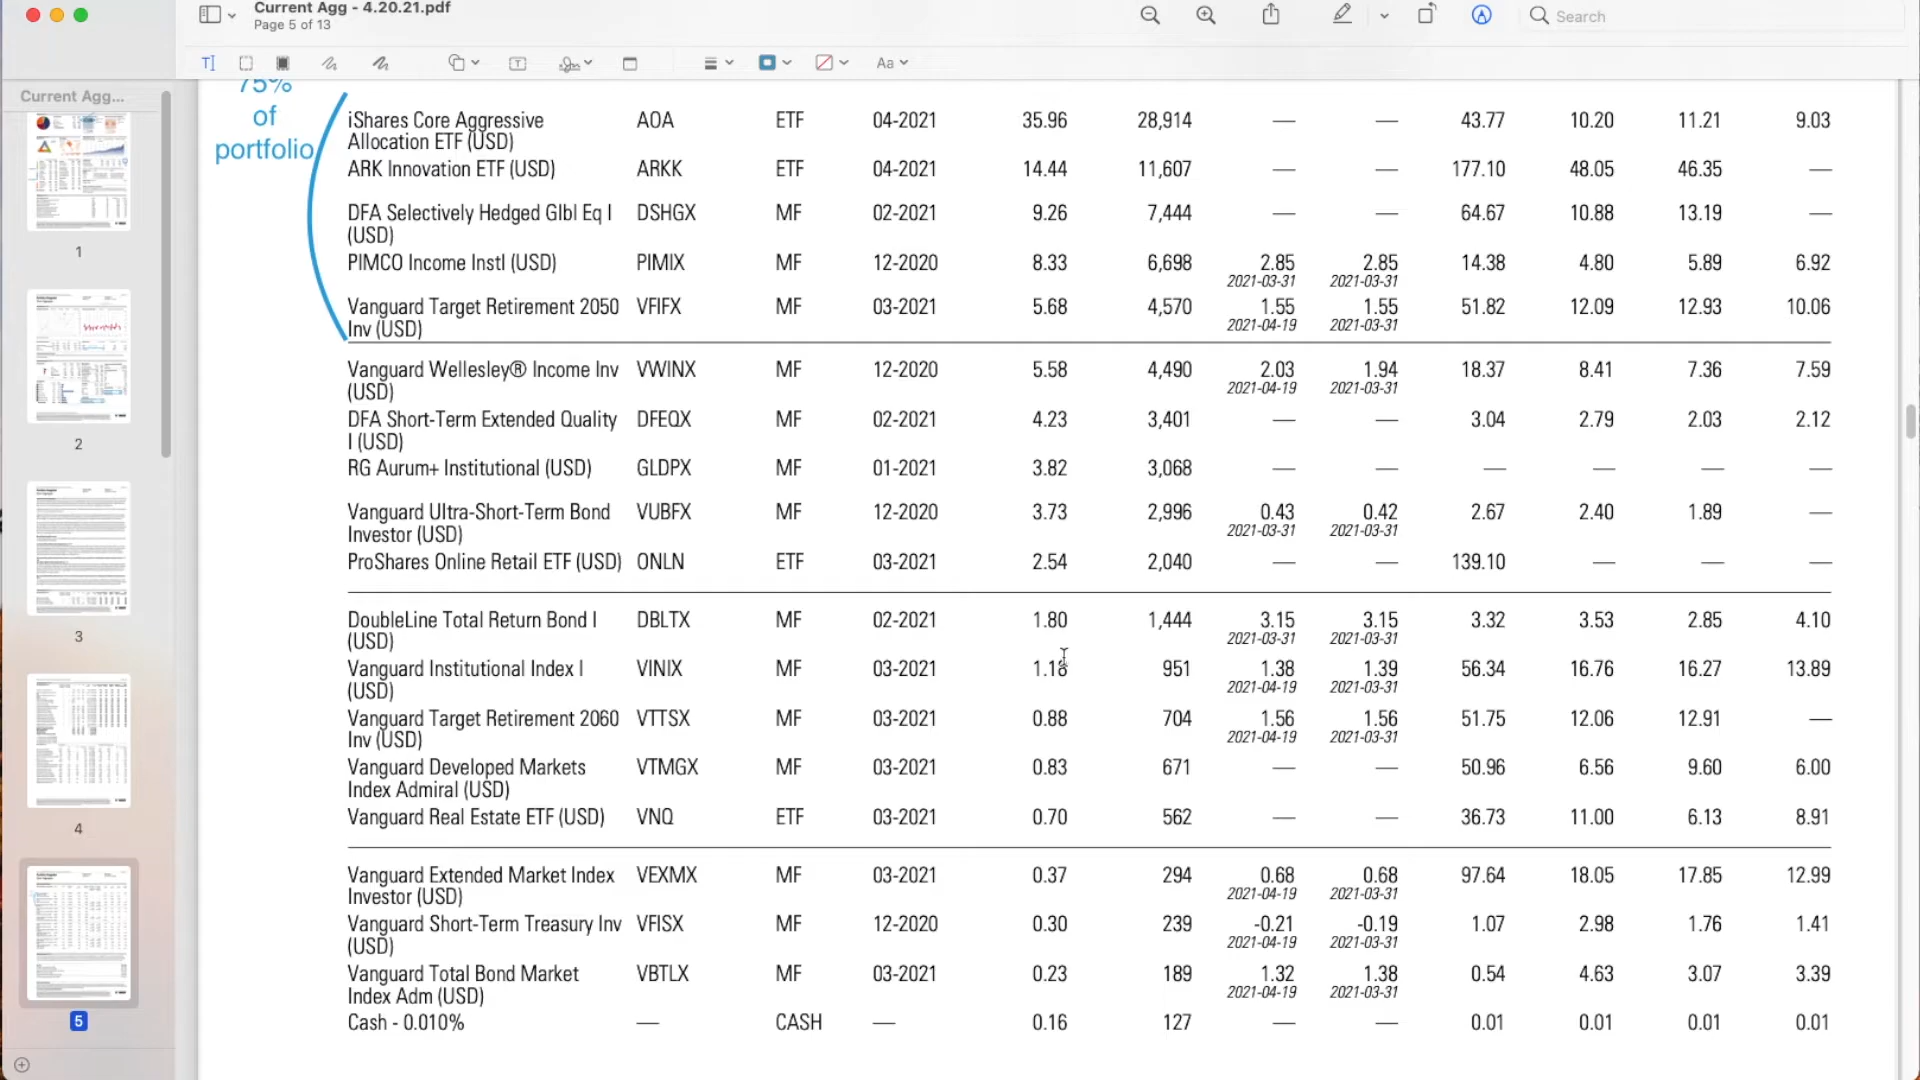 Current Agg - 4.20.21.pdf
Page 5 of 13
Search
Aa
Current Agg...
1
2
3
4
5
75%
of
portfolio
iShares Core Aggressive AOA ETF 04-2021 35.96 28,914 — — 43.77 10.20 11.21 9.03
Allocation ETF (USD)
ARK Innovation ETF (USD) ARKK ETF 04-2021 14.44 11,607 — — 177.10 48.05 46.35 —
DFA Selectively Hedged Glbl Eq I DSHGX MF 02-2021 9.26 7,444 — — 64.67 10.88 13.19 —
(USD)
PIMCO Income Instl (USD) PIMIX MF 12-2020 8.33 6,698 2.85 2.85 14.38 4.80 5.89 6.92
2021-03-31 2021-03-31
Vanguard Target Retirement 2050 VFIFX MF 03-2021 5.68 4,570 1.55 1.55 51.82 12.09 12.93 10.06
Inv (USD) 2021-04-19 2021-03-31
Vanguard Wellesley® Income Inv VWINX MF 12-2020 5.58 4,490 2.03 1.94 18.37 8.41 7.36 7.59
(USD) 2021-04-19 2021-03-31
DFA Short-Term Extended Quality DFEQX MF 02-2021 4.23 3,401 — — 3.04 2.79 2.03 2.12
I (USD)
RG Aurum+ Institutional (USD) GLDPX MF 01-2021 3.82 3,068 — — — — — —
Vanguard Ultra-Short-Term Bond VUBFX MF 12-2020 3.73 2,996 0.43 0.42 2.67 2.40 1.89 —
Investor (USD) 2021-03-31 2021-03-31
ProShares Online Retail ETF (USD) ONLN ETF 03-2021 2.54 2,040 — — 139.10 — — —
DoubleLine Total Return Bond I DBLTX MF 02-2021 1.80 1,444 3.15 3.15 3.32 3.53 2.85 4.10
(USD) 2021-03-31 2021-03-31
Vanguard Institutional Index I VINIX MF 03-2021 1.18 951 1.38 1.39 56.34 16.76 16.27 13.89
(USD) 2021-04-19 2021-03-31
Vanguard Target Retirement 2060 VTTSX MF 03-2021 0.88 704 1.56 1.56 51.75 12.06 12.91 —
Inv (USD) 2021-04-19 2021-03-31
Vanguard Developed Markets VTMGX MF 03-2021 0.83 671 — — 50.96 6.56 9.60 6.00
Index Admiral (USD)
Vanguard Real Estate ETF (USD) VNQ ETF 03-2021 0.70 562 — — 36.73 11.00 6.13 8.91
Vanguard Extended Market Index VEXMX MF 03-2021 0.37 294 0.68 0.68 97.64 18.05 17.85 12.99
Investor (USD) 2021-04-19 2021-03-31
Vanguard Short-Term Treasury Inv VFISX MF 12-2020 0.30 239 -0.21 -0.19 1.07 2.98 1.76 1.41
(USD) 2021-04-19 2021-03-31
Vanguard Total Bond Market VBTLX MF 03-2021 0.23 189 1.32 1.38 0.54 4.63 3.07 3.39
Index Adm (USD) 2021-04-19 2021-03-31
Cash - 0.010% — CASH — 0.16 127 — — 0.01 0.01 0.01 0.01